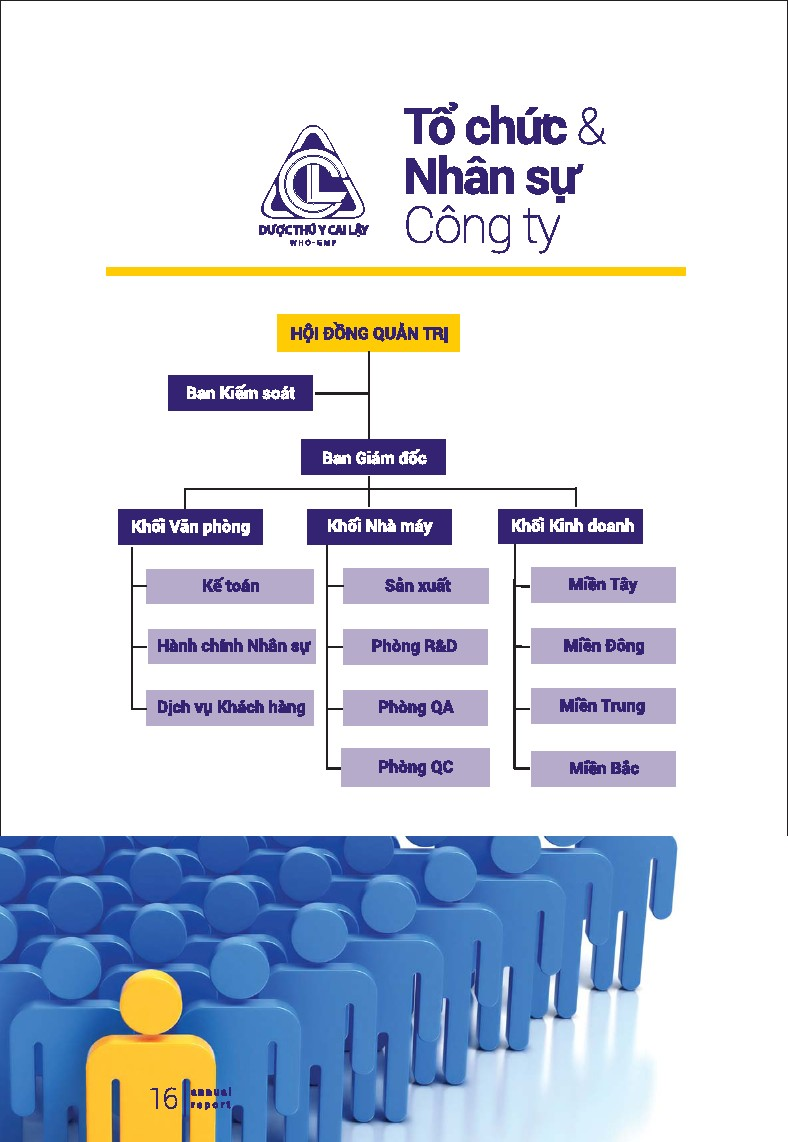 Tổ chức &
Nhân sự
Công ty
CL
DƯỢC THÚ Y CAI LẬY
WHO-GMP
HỘI ĐỒNG QUẢN TRỊ
Ban Kiểm soát
Ban Giám đốc
Khối Văn phòng
Khối Nhà máy
Khối Kinh doanh
Kế toán
Sản xuất
Miền Tây
Hành chính Nhân sự
Phòng R&D
Miền Đông
Dịch vụ Khách hàng
Phòng QA
Miền Trung
Phòng QC
Miền Bắc
16
annual
report